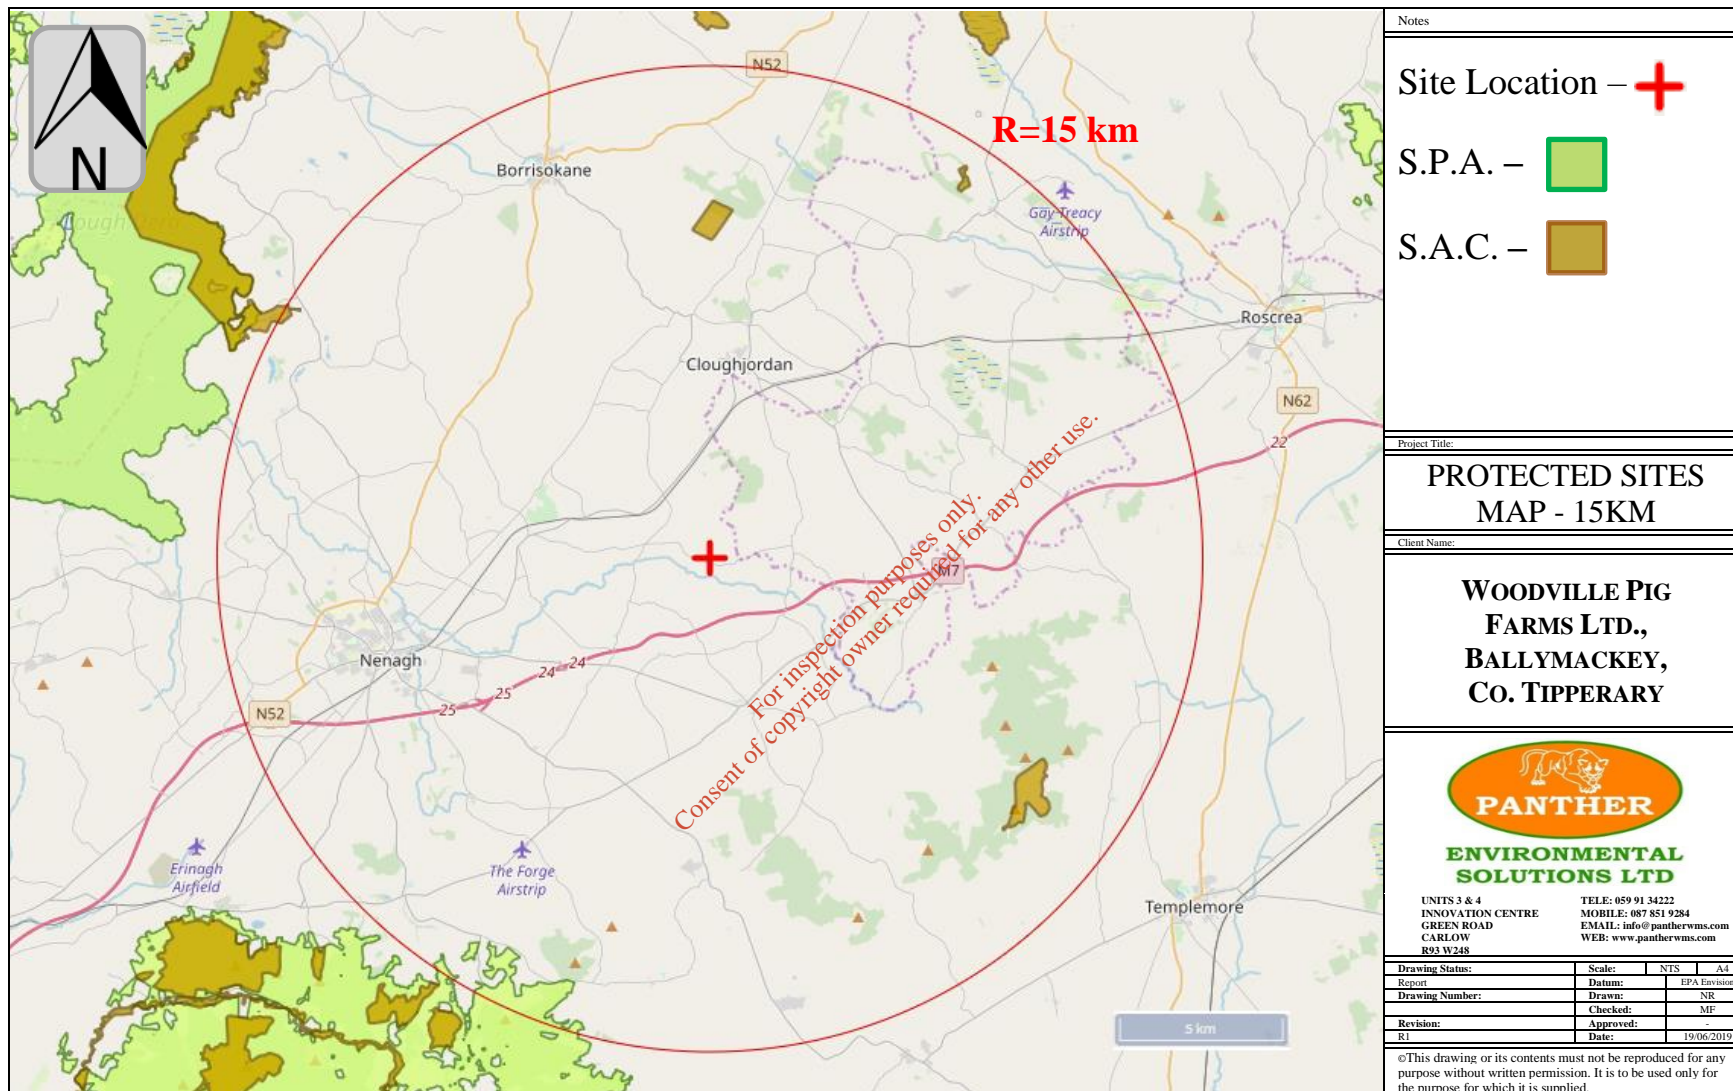 N
N52
R=15 km
Borrisokane
Gay Treacy
Airstrip
Roscrea
Cloughjordan
N62
22
M7
Nenagh
24
24
25
25
N52
For inspection purposes only.
Consent of copyright owner required for any other use.
Erinagh
Airfield
The Forge
Airstrip
Templemore
5 km
Notes
Site Location –
S.P.A. –
S.A.C. –
Project Title:
PROTECTED SITES
MAP - 15KM
Client Name:
WOODVILLE PIG
FARMS LTD.,
BALLYMACKEY,
CO. TIPPERARY
PANTHER
ENVIRONMENTAL
SOLUTIONS LTD
UNITS 3 & 4
INNOVATION CENTRE
GREEN ROAD
CARLOW
R93 W248
TELE: 059 91 34222
MOBILE: 087 851 9284
EMAIL: info@pantherwms.com
WEB: www.pantherwms.com
Drawing Status: Scale: NTS A4
Report Datum: EPA Envision
Drawing Number: Drawn: NR
Checked: MF
Revision: Approved: -
R1 Date: 19/06/2019
©This drawing or its contents must not be reproduced for any
purpose without written permission. It is to be used only for
the purpose for which it is supplied.